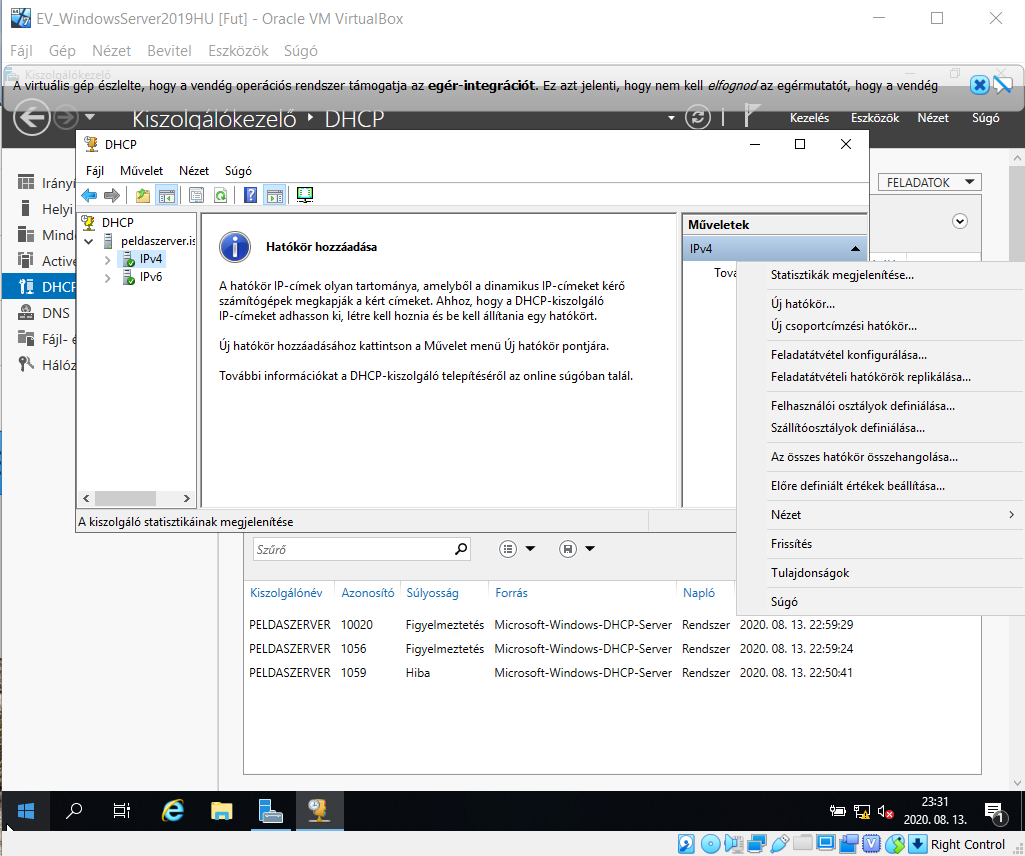 EV_WindowsServer2019HU [Fut] - Oracle VM VirtualBox
Fájl Gép Nézet Bevitel Eszközök Súgó
Kiszolgálókezelő
A virtuális gép észlelte, hogy a vendég operációs rendszer támogatja az egér-integrációt. Ez azt jelenti, hogy nem kell elfognod az egérmutatót, hogy a vendég
Kiszolgálókezelő DHCP
Kezelés Eszközök Nézet Súgó
DHCP
Fájl Művelet Nézet Súgó
Irányí
Helyi
Mind
Active
DHCP
DNS
Fájl- é
Hálóz
FELADATOK
DHCP
peldaszerver.is
IPv4
IPv6
Hatókör hozzáadása
A hatókör IP-címek olyan tartománya, amelyből a dinamikus IP-címeket kérő
számítógépek megkapják a kért címeket. Ahhoz, hogy a DHCP-kiszolgáló
IP-címeket adhasson ki, létre kell hoznia és be kell állítania egy hatókört.
Új hatókör hozzáadásához kattintson a Művelet menü Új hatókör pontjára.
További információkat a DHCP-kiszolgáló telepítéséről az online súgóban talál.
Műveletek
IPv4
Tová
Statisztikák megjelenítése...
Új hatókör...
Új csoportcímzési hatókör...
Feladatátvétel konfigurálása...
Feladatátvételi hatókörök replikálása...
Felhasználói osztályok definiálása...
Szállítóosztályok definiálása...
Az összes hatókör összehangolása...
Előre definiált értékek beállítása...
Nézet
Frissítés
Tulajdonságok
Súgó
A kiszolgáló statisztikáinak megjelenítése
Szűrő
Kiszolgálónév Azonosító Súlyosság Forrás Napló
PELDASZERVER 10020 Figyelmeztetés Microsoft-Windows-DHCP-Server Rendszer 2020. 08. 13. 22:59:29
PELDASZERVER 1056 Figyelmeztetés Microsoft-Windows-DHCP-Server Rendszer 2020. 08. 13. 22:59:24
PELDASZERVER 1059 Hiba Microsoft-Windows-DHCP-Server Rendszer 2020. 08. 13. 22:50:41
23:31
2020. 08. 13.
1
Right Control